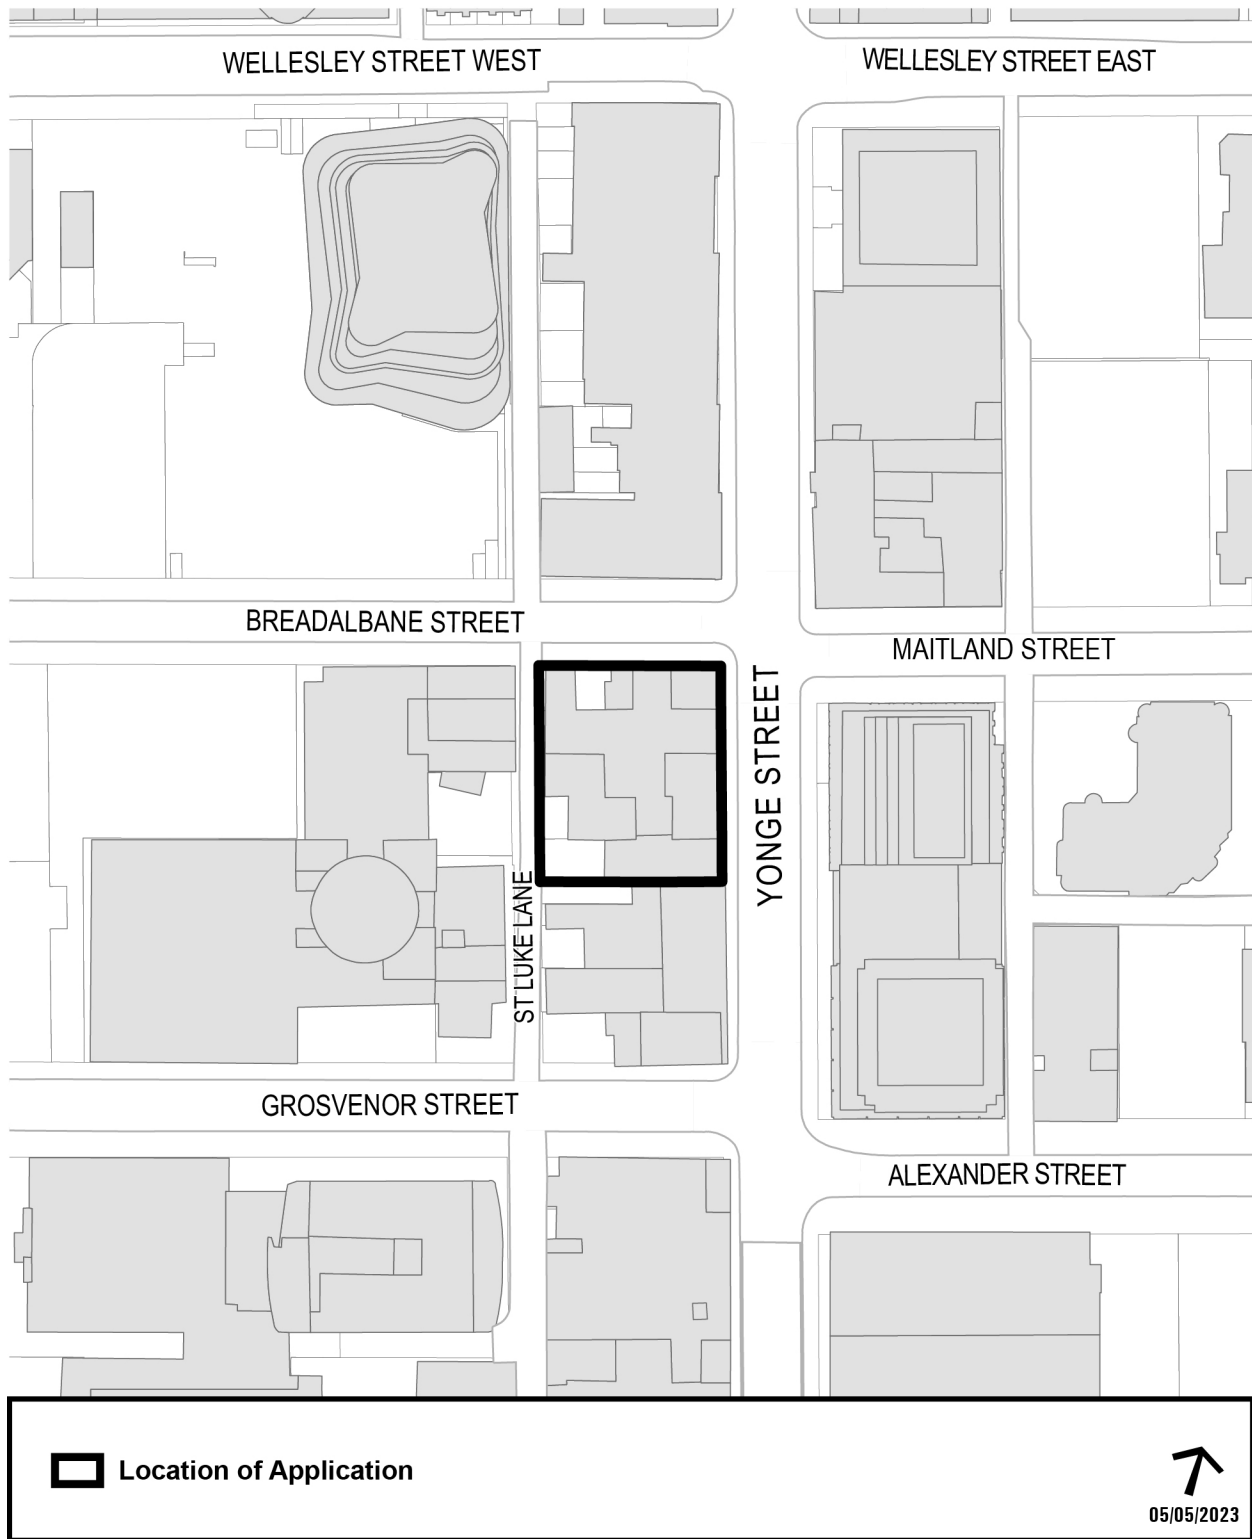 WELLESLEY STREET WEST
WELLESLEY STREET EAST
BREADALBANE STREET
MAITLAND STREET
YONGE STREET
ST LUKE LANE
GROSVENOR STREET
ALEXANDER STREET
Location of Application
05/05/2023